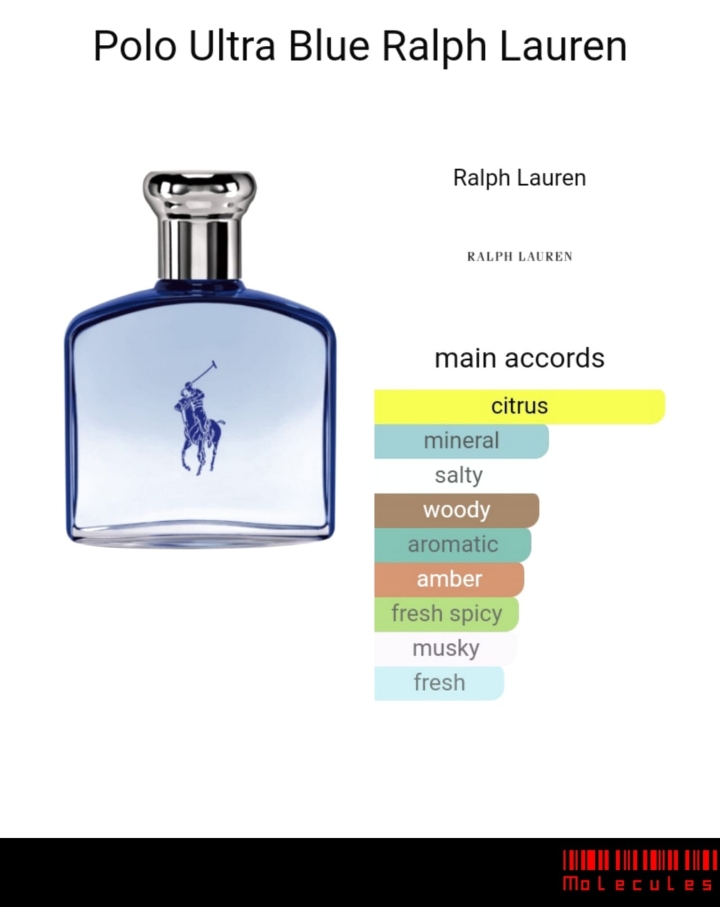 Polo Ultra Blue Ralph Lauren
Ralph Lauren
RALPH LAUREN
main accords
citrus
mineral
salty
woody
aromatic
amber
fresh spicy
musky
fresh
Molecules